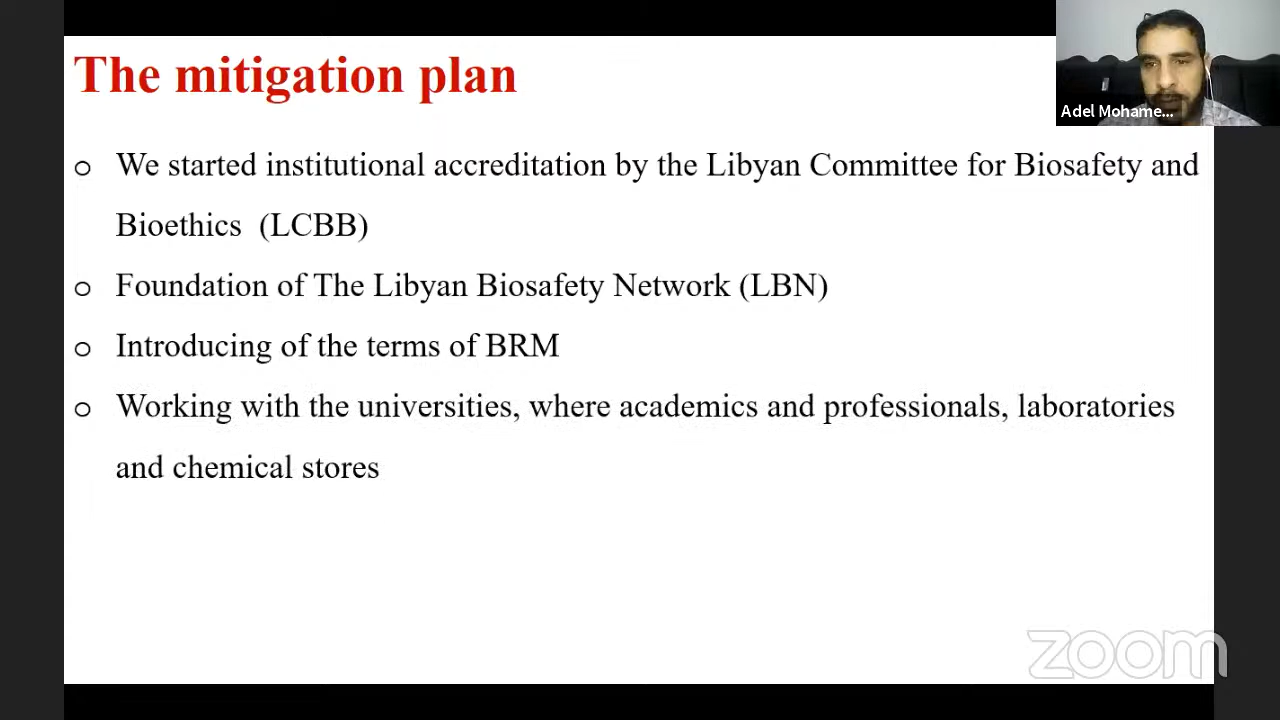 The mitigation plan
Adel Mohame...
o We started institutional accreditation by the Libyan Committee for Biosafety and
Bioethics (LCBB)
o Foundation of The Libyan Biosafety Network (LBN)
o Introducing of the terms of BRM
o Working with the universities, where academics and professionals, laboratories
and chemical stores
zoom